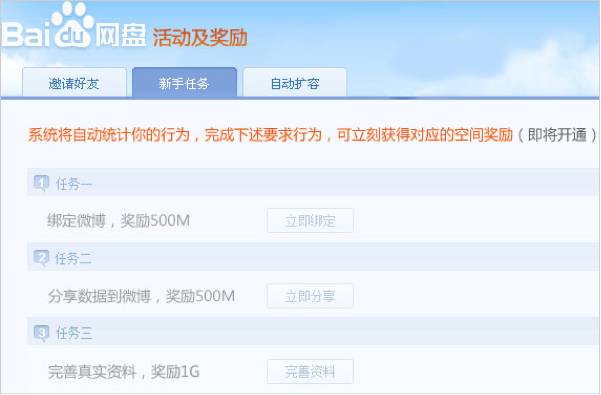 Bai du 网盘 活动及奖励
邀请好友 新手任务 自动扩容
系统将自动统计你的行为，完成下述要求行为，可立刻获得对应的空间奖励（即将开通）
1 任务一
绑定微博，奖励500M 立即绑定
2 任务二
分享数据到微博，奖励500M 立即分享
3 任务三
完善真实资料，奖励1G 完善资料